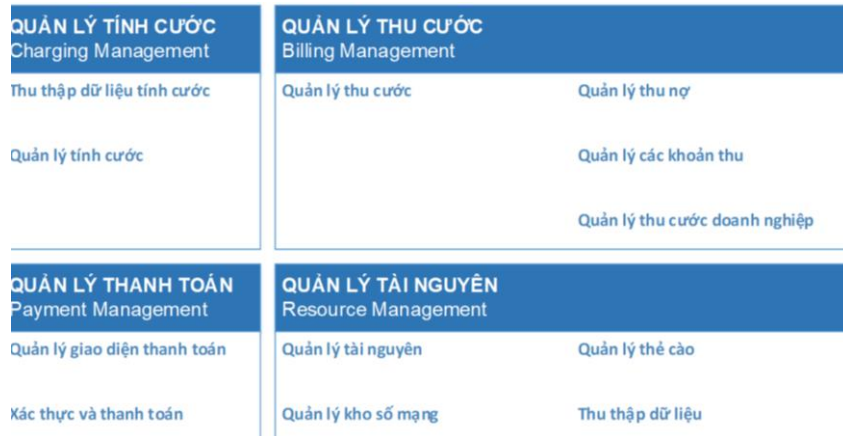 QUẢN LÝ TÍNH CƯỚC
Charging Management
Thu thập dữ liệu tính cước
Quản lý tính cước
QUẢN LÝ THU CƯỚC
Billing Management
Quản lý thu cước
Quản lý thu nợ
Quản lý các khoản thu
Quản lý thu cước doanh nghiệp
QUẢN LÝ THANH TOÁN
Payment Management
Quản lý giao diện thanh toán
Xác thực và thanh toán
QUẢN LÝ TÀI NGUYÊN
Resource Management
Quản lý tài nguyên
Quản lý kho số mạng
Quản lý thẻ cào
Thu thập dữ liệu